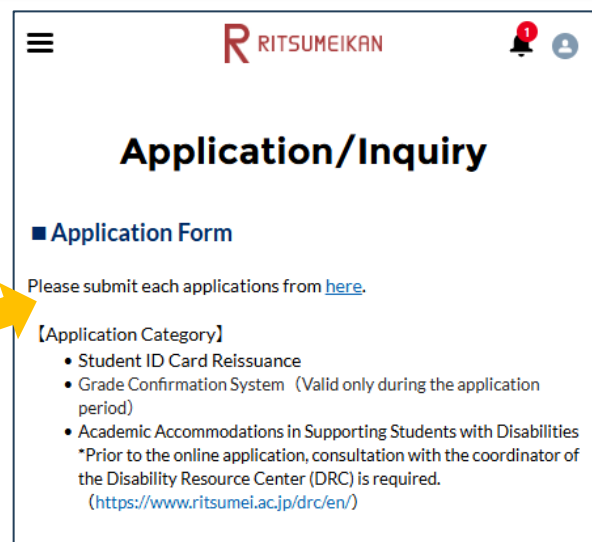 RITSUMEIKAN
1
Application/Inquiry
■Application Form
Please submit each applications from here.
【Application Category】
• Student ID Card Reissuance
• Grade Confirmation System（Valid only during the application
period）
• Academic Accommodations in Supporting Students with Disabilities
*Prior to the online application, consultation with the coordinator of
the Disability Resource Center (DRC) is required.
（https://www.ritsumei.ac.jp/drc/en/）